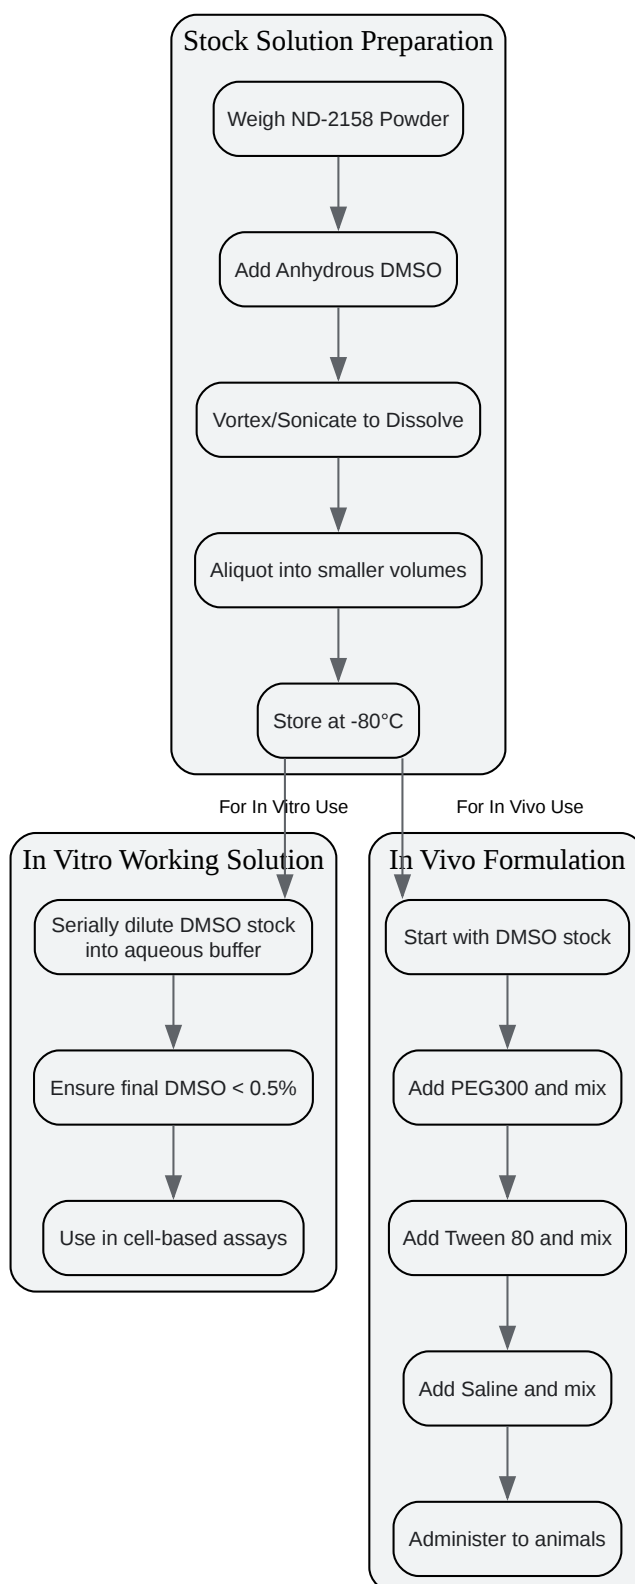 Stock Solution Preparation
Weigh ND-2158 Powder
Add Anhydrous DMSO
Vortex/Sonicate to Dissolve
Aliquot into smaller volumes
Store at -80°C
For In Vitro Use
For In Vivo Use
In Vitro Working Solution
Serially dilute DMSO stock
into aqueous buffer
Ensure final DMSO < 0.5%
Use in cell-based assays
In Vivo Formulation
Start with DMSO stock
Add PEG300 and mix
Add Tween 80 and mix
Add Saline and mix
Administer to animals